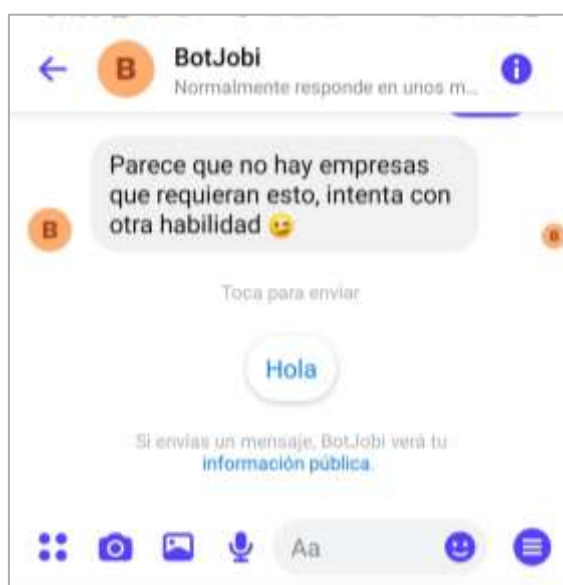 B
BotJobi
Normalmente responde en unos m...
Parece que no hay empresas
que requieran esto, intenta con
otra habilidad 😉
B
B
Toca para enviar
Hola
Si envías un mensaje, BotJobi verá tu
información pública.
Aa